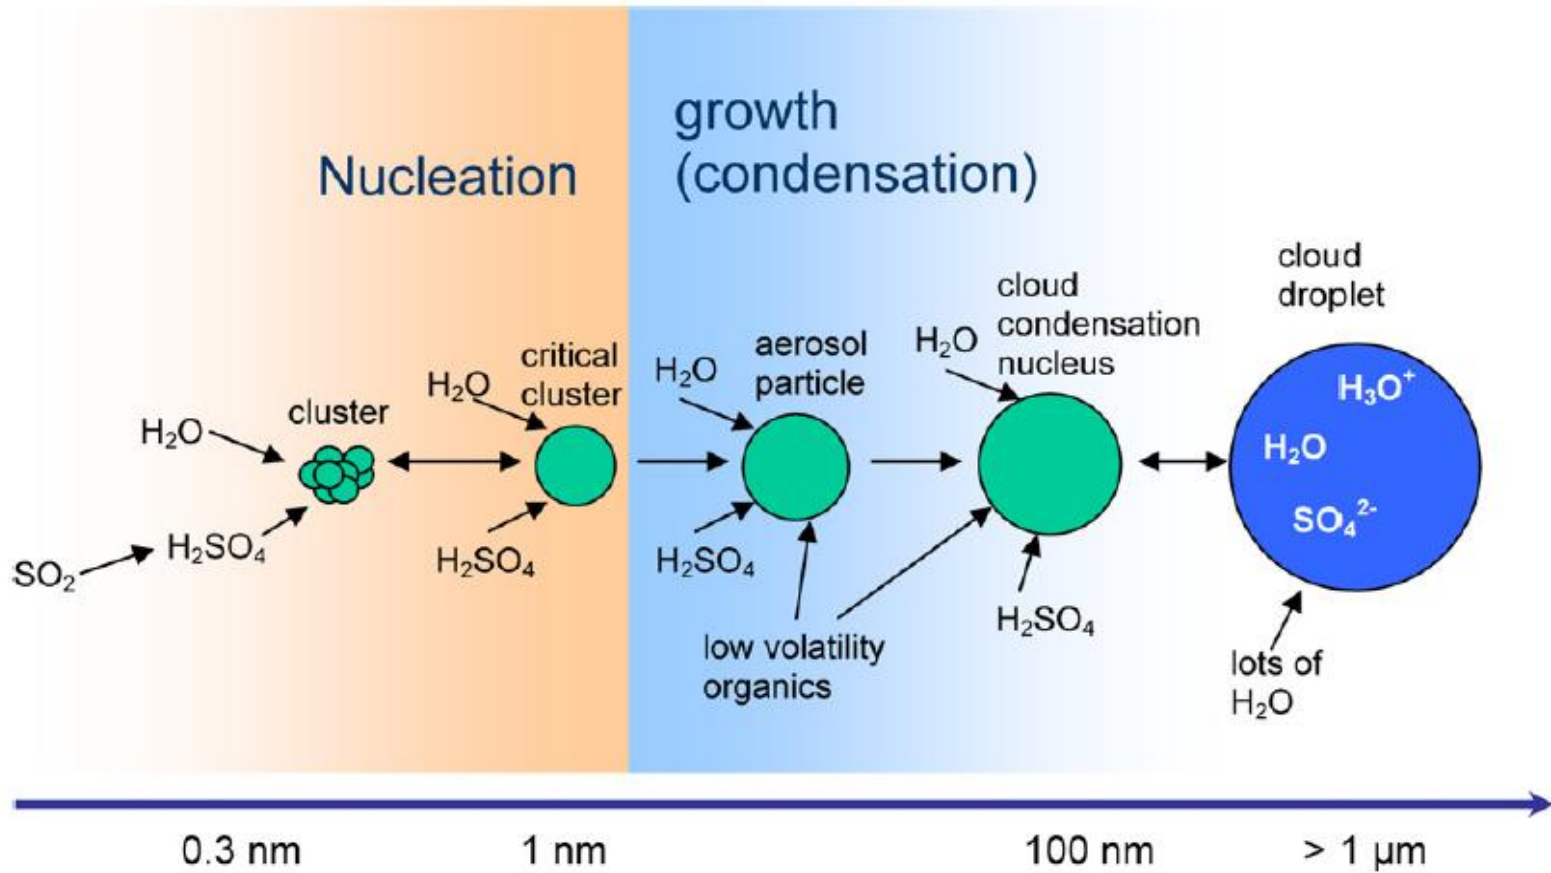 Nucleation
growth
(condensation)
SO₂
H₂O
H₂SO₄
cluster
H₂O
H₂SO₄
critical
cluster
H₂O
H₂SO₄
aerosol
particle
low volatility
organics
H₂O
cloud
condensation
nucleus
H₂SO₄
cloud
droplet
H₃O⁺
H₂O
SO₄²⁻
lots of
H₂O
0.3 nm
1 nm
100 nm
> 1 µm